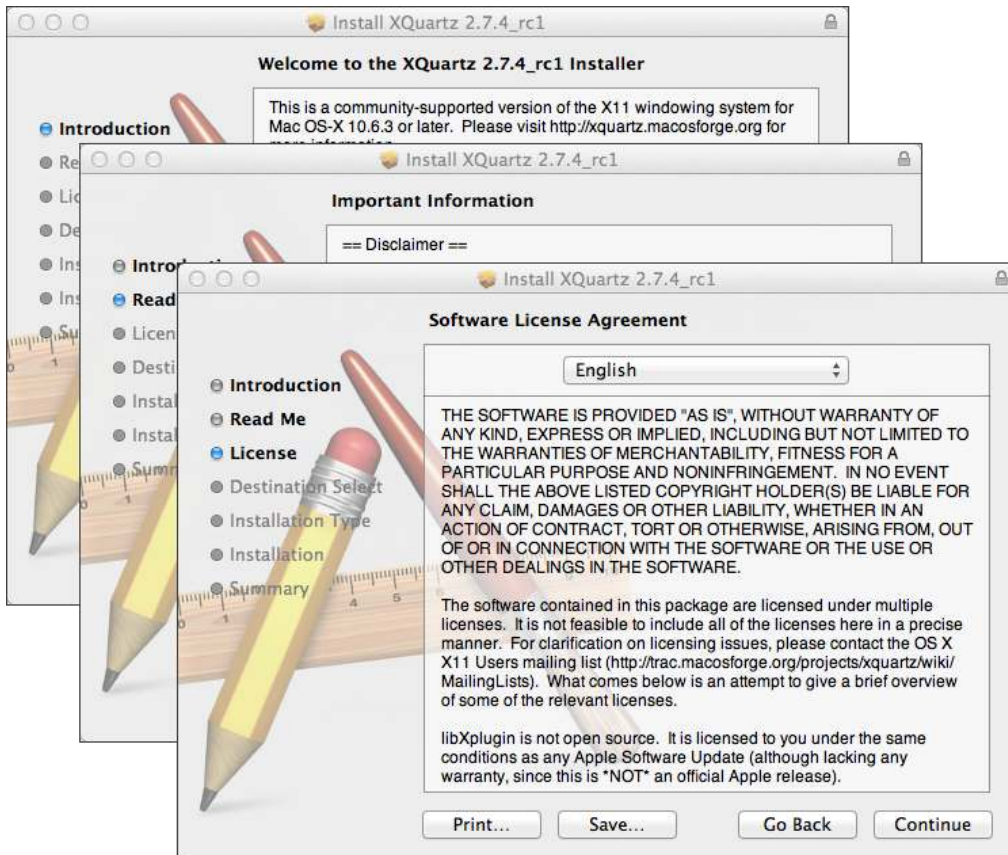 Install XQuartz 2.7.4_rc1
Welcome to the XQuartz 2.7.4_rc1 Installer
Introduction
This is a community-supported version of the X11 windowing system for
Mac OS-X 10.6.3 or later. Please visit http://xquartz.macosforge.org for
Install XQuartz 2.7.4_rc1
Important Information
== Disclaimer ==
Read
Install XQuartz 2.7.4_rc1
Software License Agreement
Introduction
Read Me
License
Destination Select
Installation Type
Installation
Summary
English
THE SOFTWARE IS PROVIDED "AS IS", WITHOUT WARRANTY OF
ANY KIND, EXPRESS OR IMPLIED, INCLUDING BUT NOT LIMITED TO
THE WARRANTIES OF MERCHANTABILITY, FITNESS FOR A
PARTICULAR PURPOSE AND NONINFRINGEMENT. IN NO EVENT
SHALL THE ABOVE LISTED COPYRIGHT HOLDER(S) BE LIABLE FOR
ANY CLAIM, DAMAGES OR OTHER LIABILITY, WHETHER IN AN
ACTION OF CONTRACT, TORT OR OTHERWISE, ARISING FROM, OUT
OF OR IN CONNECTION WITH THE SOFTWARE OR THE USE OR
OTHER DEALINGS IN THE SOFTWARE.
The software contained in this package are licensed under multiple
licenses. It is not feasible to include all of the licenses here in a precise
manner. For clarification on licensing issues, please contact the OS X
X11 Users mailing list (http://trac.macosforge.org/projects/xquartz/wiki/
MailingLists). What comes below is an attempt to give a brief overview
of some of the relevant licenses.
libXplugin is not open source. It is licensed to you under the same
conditions as any Apple Software Update (although lacking any
warranty, since this is *NOT* an official Apple release).
Print...
Save...
Go Back
Continue